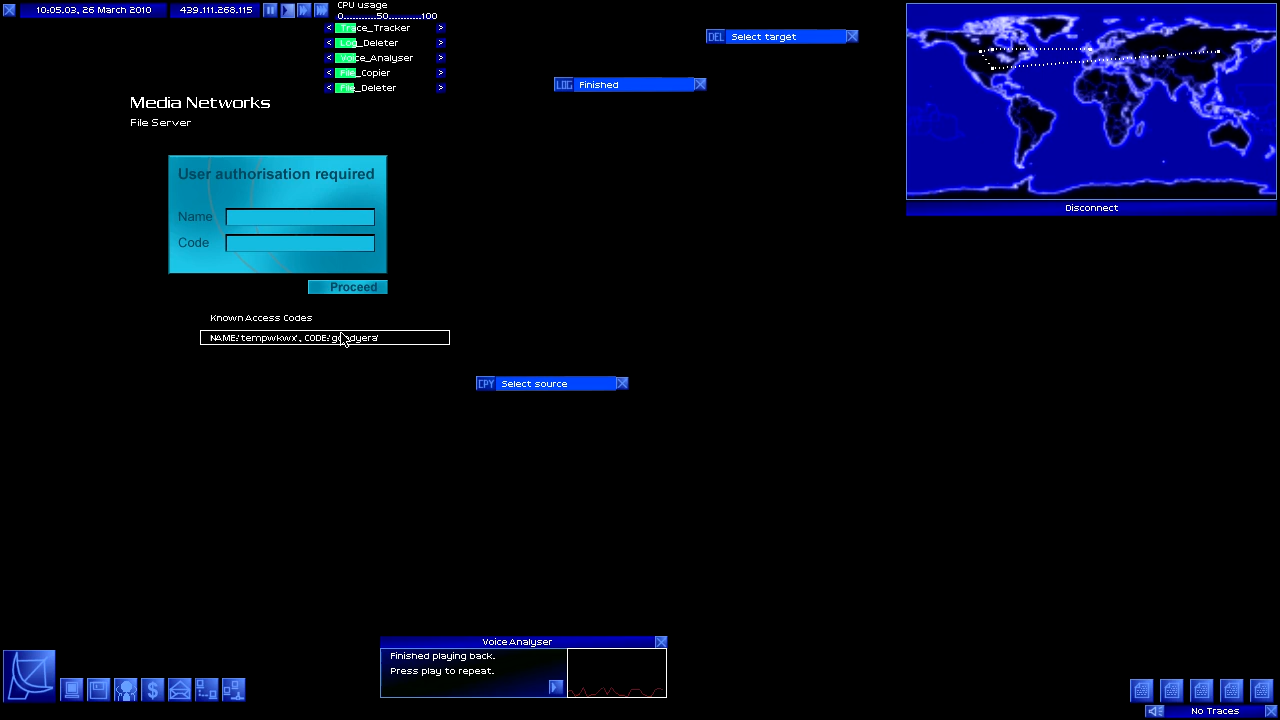 10:05.03, 26 March 2010
439.111.268.115
CPU usage
0............50............100
Trace_Tracker
Log_Deleter
Voice_Analyser
File_Copier
File_Deleter
DEL Select target
LOG Finished
Media Networks
File Server
User authorisation required
Name
Code
Proceed
Known Access Codes
NAME:'tempwkwx', CODE:
Disconnect
CPY Select source
Voice Analyser
Finished playing back.
Press play to repeat.
No Traces